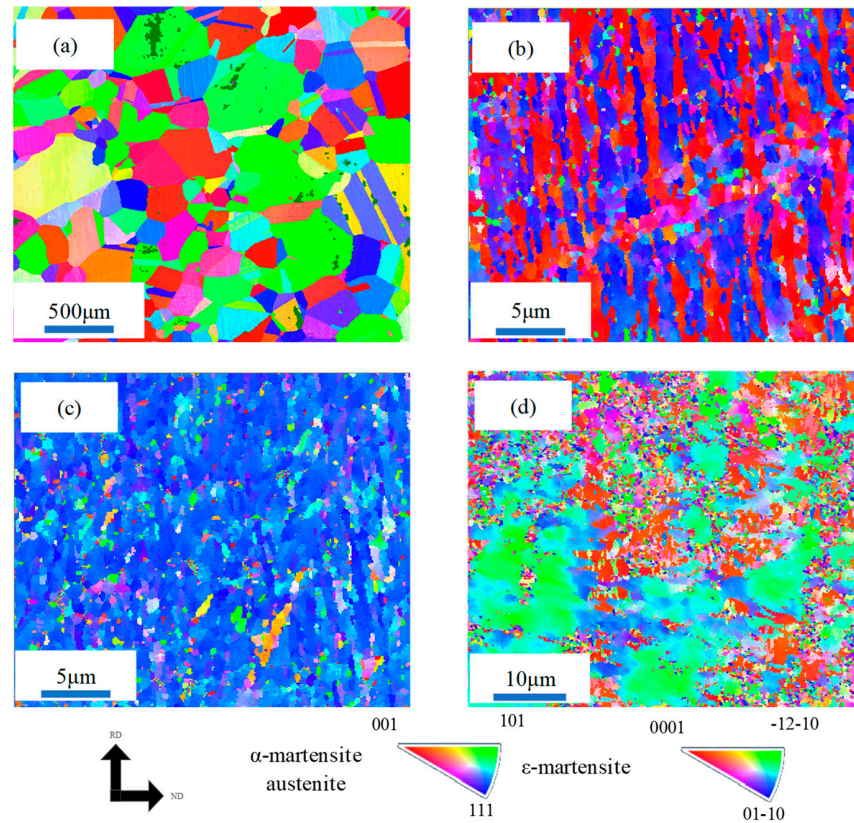 (a)
(b)
500μm
5μm
(c)
(d)
5μm
10μm
001 101 0001 -12-10
RD
α-martensite ε-martensite
austenite
ND
111 01-10